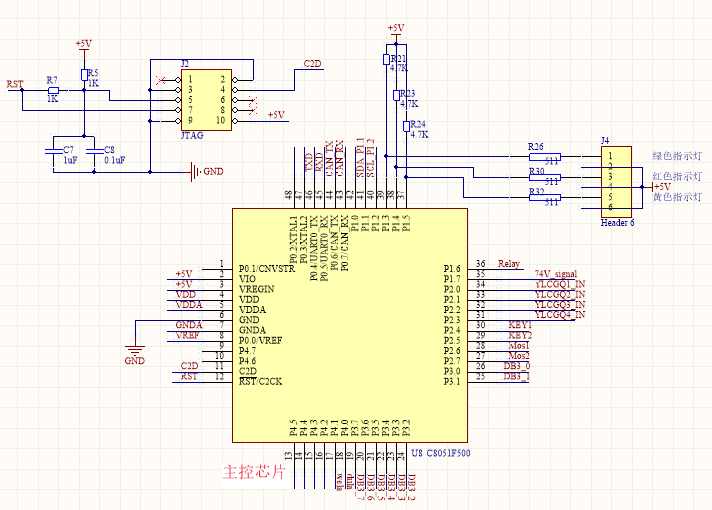 +5V
R5
1K
RST
R7
1K
C7
1uF
C8
0.1uF
GND
J2
1 2
3 4
5 6
7 8
9 10
JTAG
C2D
+5V
+5V
R21
4.7K
R23
4.7K
R24
4.7K
R26
511
R30
511
R32
511
J4
1
2
3
4
5
6
Header 6
+5V
绿色指示灯
红色指示灯
黄色指示灯
TXD
RXD
CAN_TX
CAN_RX
SDA_P1.1
SCL_P1.2
48 47 46 45 44 43 42 41 40 39 38 37
P0.2/XTAL1
P0.3/XTAL2
P0.4/UART0_TX
P0.5/UART0_RX
P0.6/CAN_TX
P0.7/CAN_RX
P1.0
P1.1
P1.2
P1.3
P1.4
P1.5
1 P0.1/CNVSTR
+5V 2 VIO
+5V 3 VREGIN
VDD 4 VDD
VDDA 5 VDDA
6 GND
GNDA 7 GNDA
VREF 8 P0.0/VREF
9 P4.7
10 P4.6
C2D 11 C2D
RST 12 RST/C2CK
GND
P1.6 36 Relay
P1.7 35 74V_signal
P2.0 34 YLCGQ1_IN
P2.1 33 YLCGQ2_IN
P2.2 32 YLCGQ3_IN
P2.3 31 YLCGQ4_IN
P2.4 30 KEY1
P2.5 29 KEY2
P2.6 28 Mos1
P2.7 27 Mos2
P3.0 26 DB3_0
P3.1 25 DB3_1
P4.5
P4.4
P4.3
P4.2
P4.1
P4.0
P3.7
P3.6
P3.5
P3.4
P3.3
P3.2
13 14 15 16 17 18 19 20 21 22 23 24
DB3_7
DB3_6
DB3_5
DB3_4
DB3_3
DB3_2
U8 C8051F500
主控芯片